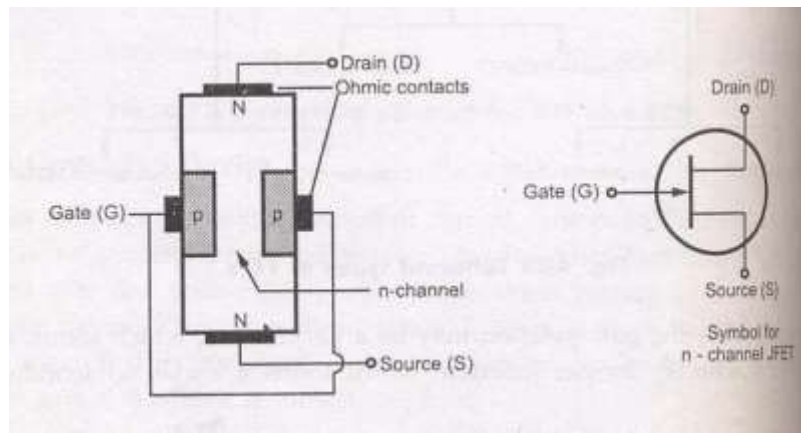 Drain (D)
N
Ohmic contacts
Gate (G)
p
p
n-channel
N
Source (S)
Drain (D)
Gate (G)
Source (S)
Symbol for
n - channel JFET